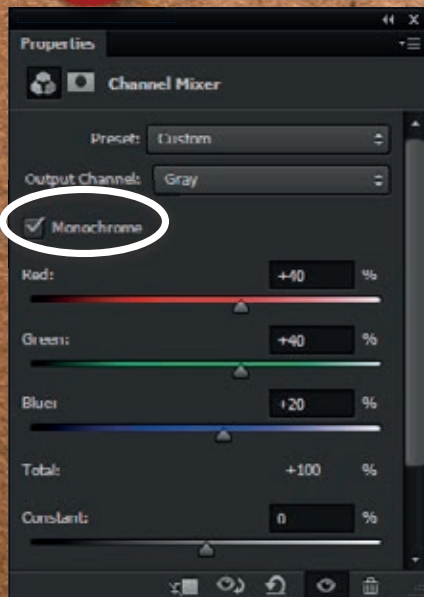 Properties
Channel Mixer
Preset: Custom
Output Channel: Gray
Monochrome
Red: +40 %
Green: +40 %
Blue: +20 %
Total: +100 %
Constant: 0 %